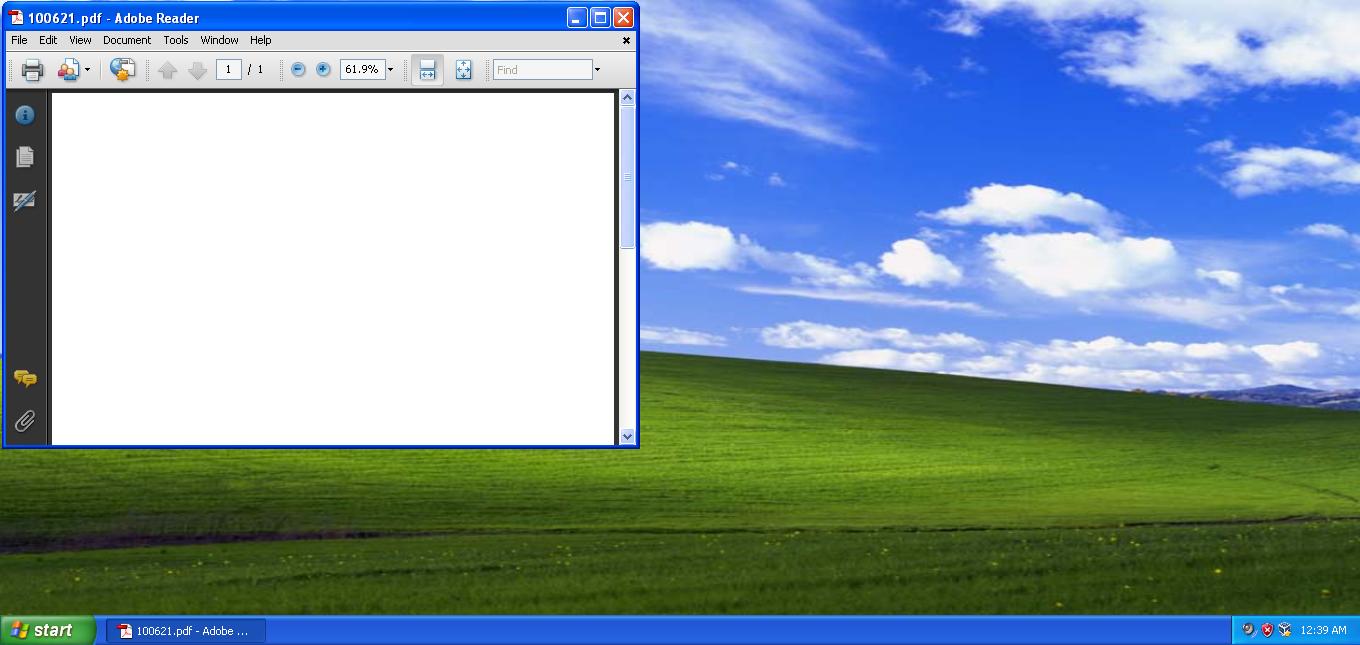 100621.pdf - Adobe Reader
File Edit View Document Tools Window Help
1 / 1 61.9% Find
start 100621.pdf - Adobe ... 12:39 AM